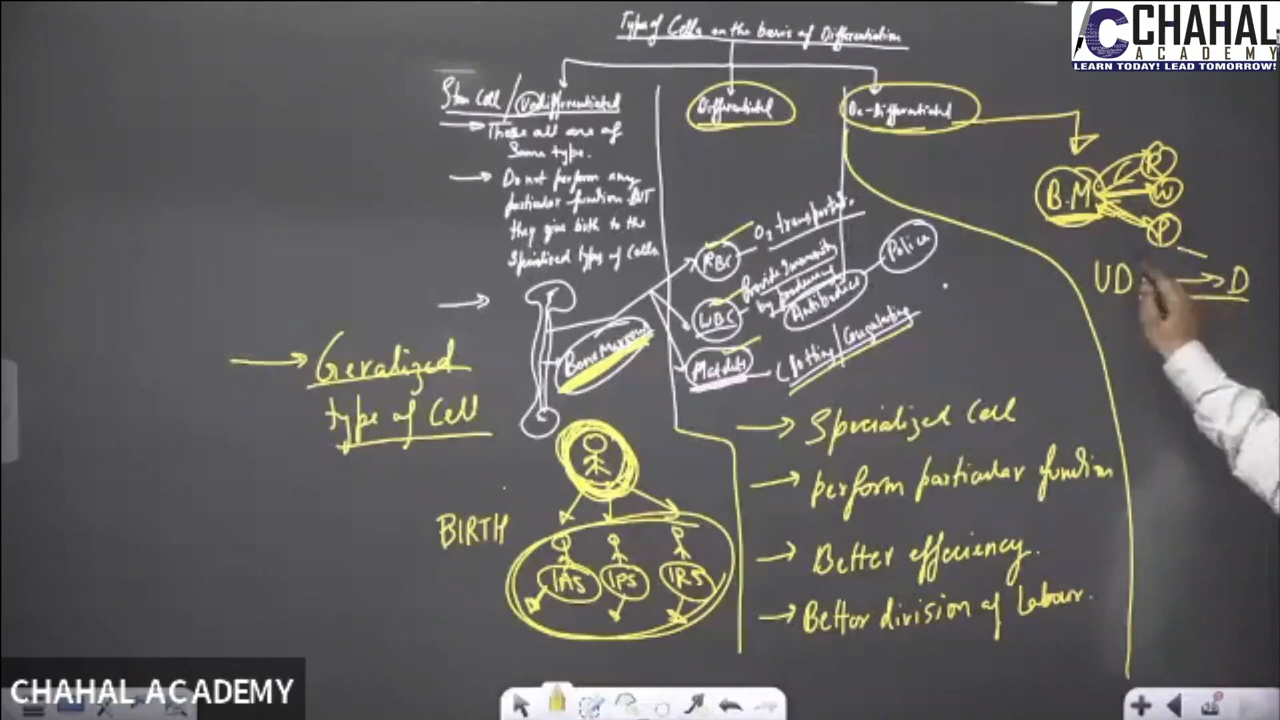 CHAHAL
ACADEMY
LEARN TODAY! LEAD TOMORROW!
Type of Cells on the basis of Differentiation
Stem Cell / Undifferentiated
These all are of
Same type.
Do not perform any
particular function BUT
they give birth to the
Specialized types of Cells.
Geralized
type of Cell
Bone Marrow
BIRTH
IAS
IPS
IRS
Differentiated
RBC
O2 transportat.
WBC
Provide Immunity
by producing
Antibodies
Police
Platelets
Clotting / Coagulating
Specialized Cell
perform particular function
Better efficiency.
Better division of labour.
De-Differentiated
B.M
R
W
P
UD
D
CHAHAL ACADEMY